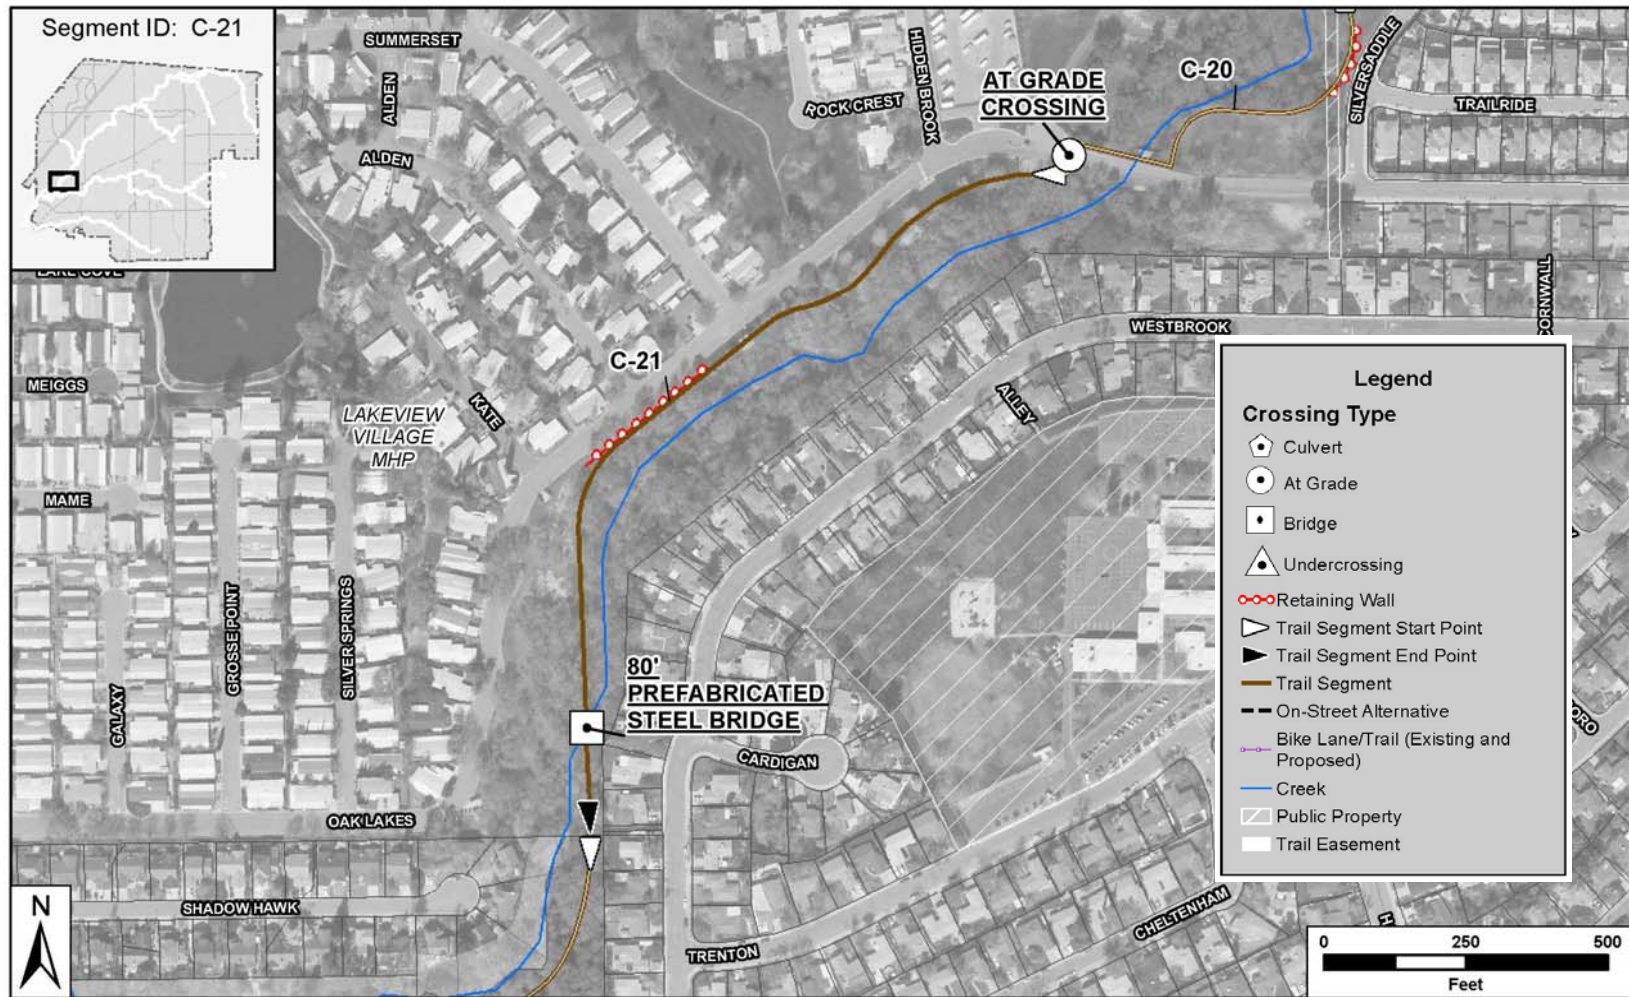 Segment ID: C-21
SUMMERSET
ALDEN
ALDEN
HIDDEN BROOK
ROCK CREST
AT GRADE
CROSSING
C-20
SILVERSADDLE
TRAILRIDE
LAKE COVE
MEIGGS
MAME
LAKEVIEW
VILLAGE
MHP
KATE
C-21
WESTBROOK
CORNWALL
ALLEY
GALAXY
GROSSE POINT
SILVER SPRINGS
80'
PREFABRICATED
STEEL BRIDGE
CARDIGAN
OAK LAKES
SHADOW HAWK
TRENTON
CHELTENHAM
H
ORO
Legend
Crossing Type
Culvert
At Grade
Bridge
Undercrossing
Retaining Wall
Trail Segment Start Point
Trail Segment End Point
Trail Segment
On-Street Alternative
Bike Lane/Trail (Existing and
Proposed)
Creek
Public Property
Trail Easement
N
0 250 500
Feet